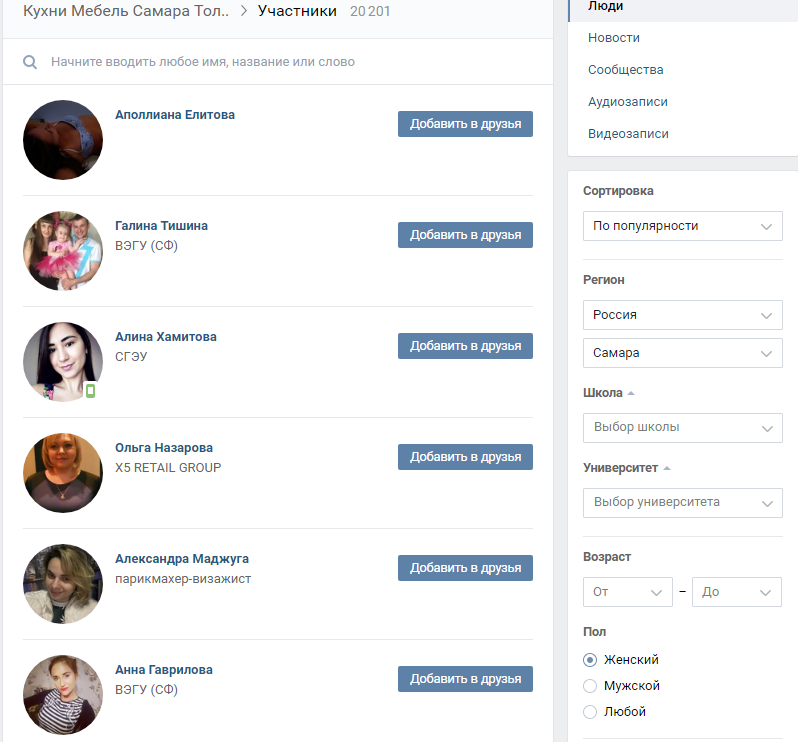 Кухни Мебель Самара Тол.. > Участники 20 201
Начните вводить любое имя, название или слово
Аполлиана Елитова
Добавить в друзья
Галина Тишина
ВЭГУ (СФ)
Добавить в друзья
Алина Хамитова
СГЭУ
Добавить в друзья
Ольга Назарова
X5 RETAIL GROUP
Добавить в друзья
Александра Маджуга
парикмахер-визажист
Добавить в друзья
Анна Гаврилова
ВЭГУ (СФ)
Добавить в друзья
Люди
Новости
Сообщества
Аудиозаписи
Видеозаписи
Сортировка
По популярности
Регион
Россия
Самара
Школа
Выбор школы
Университет
Выбор университета
Возраст
От – До
Пол
Женский
Мужской
Любой